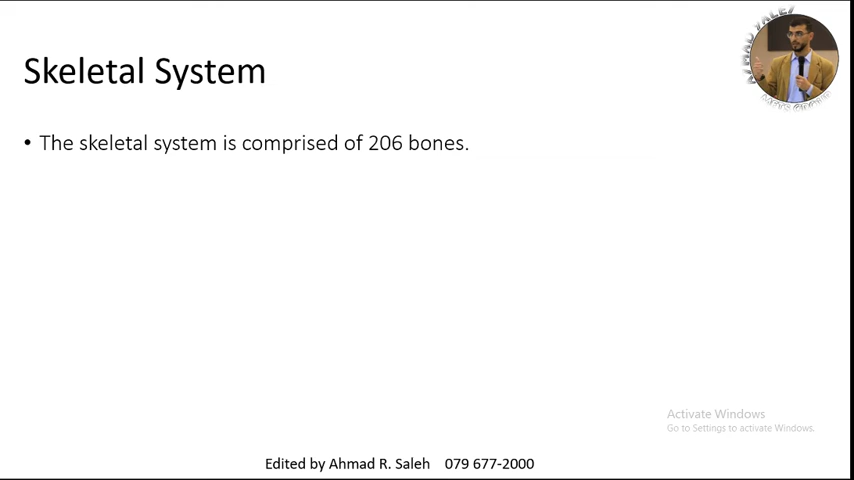 Skeletal System
• The skeletal system is comprised of 206 bones.
Activate Windows
Go to Settings to activate Windows.
Edited by Ahmad R. Saleh 079 677-2000